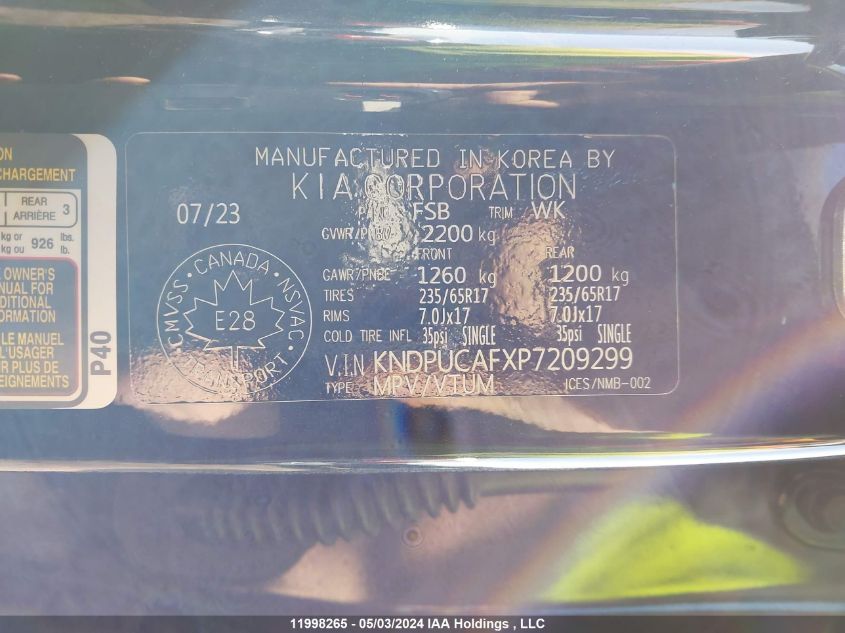 ON
CHARGEMENT
REAR
ARRIÈRE 3
kg or 926 lbs.
kg ou lb.
OWNER'S
NUAL FOR
DDITIONAL
ORMATION
LE MANUEL
L'USAGER
UR PLUS DE
EIGNEMENTS
P40
MANUFACTURED IN KOREA BY
KIA CORPORATION
07/23
FSB TRIM WK
GVWR/PNBV 2200 kg
FRONT REAR
GAWR/PNBE 1260 kg 1200 kg
TIRES 235/65R17 235/65R17
RIMS 7.0Jx17 7.0Jx17
COLD TIRE INFL 35psi SINGLE 35psi SINGLE
V.I.N KNDPUCAFXP7209299
TYPE MPV/VTUM ICES/NMB-002
CMVSS · CANADA · NSVAC
E28
TRANSPORT
11998265 - 05/03/2024 IAA Holdings , LLC